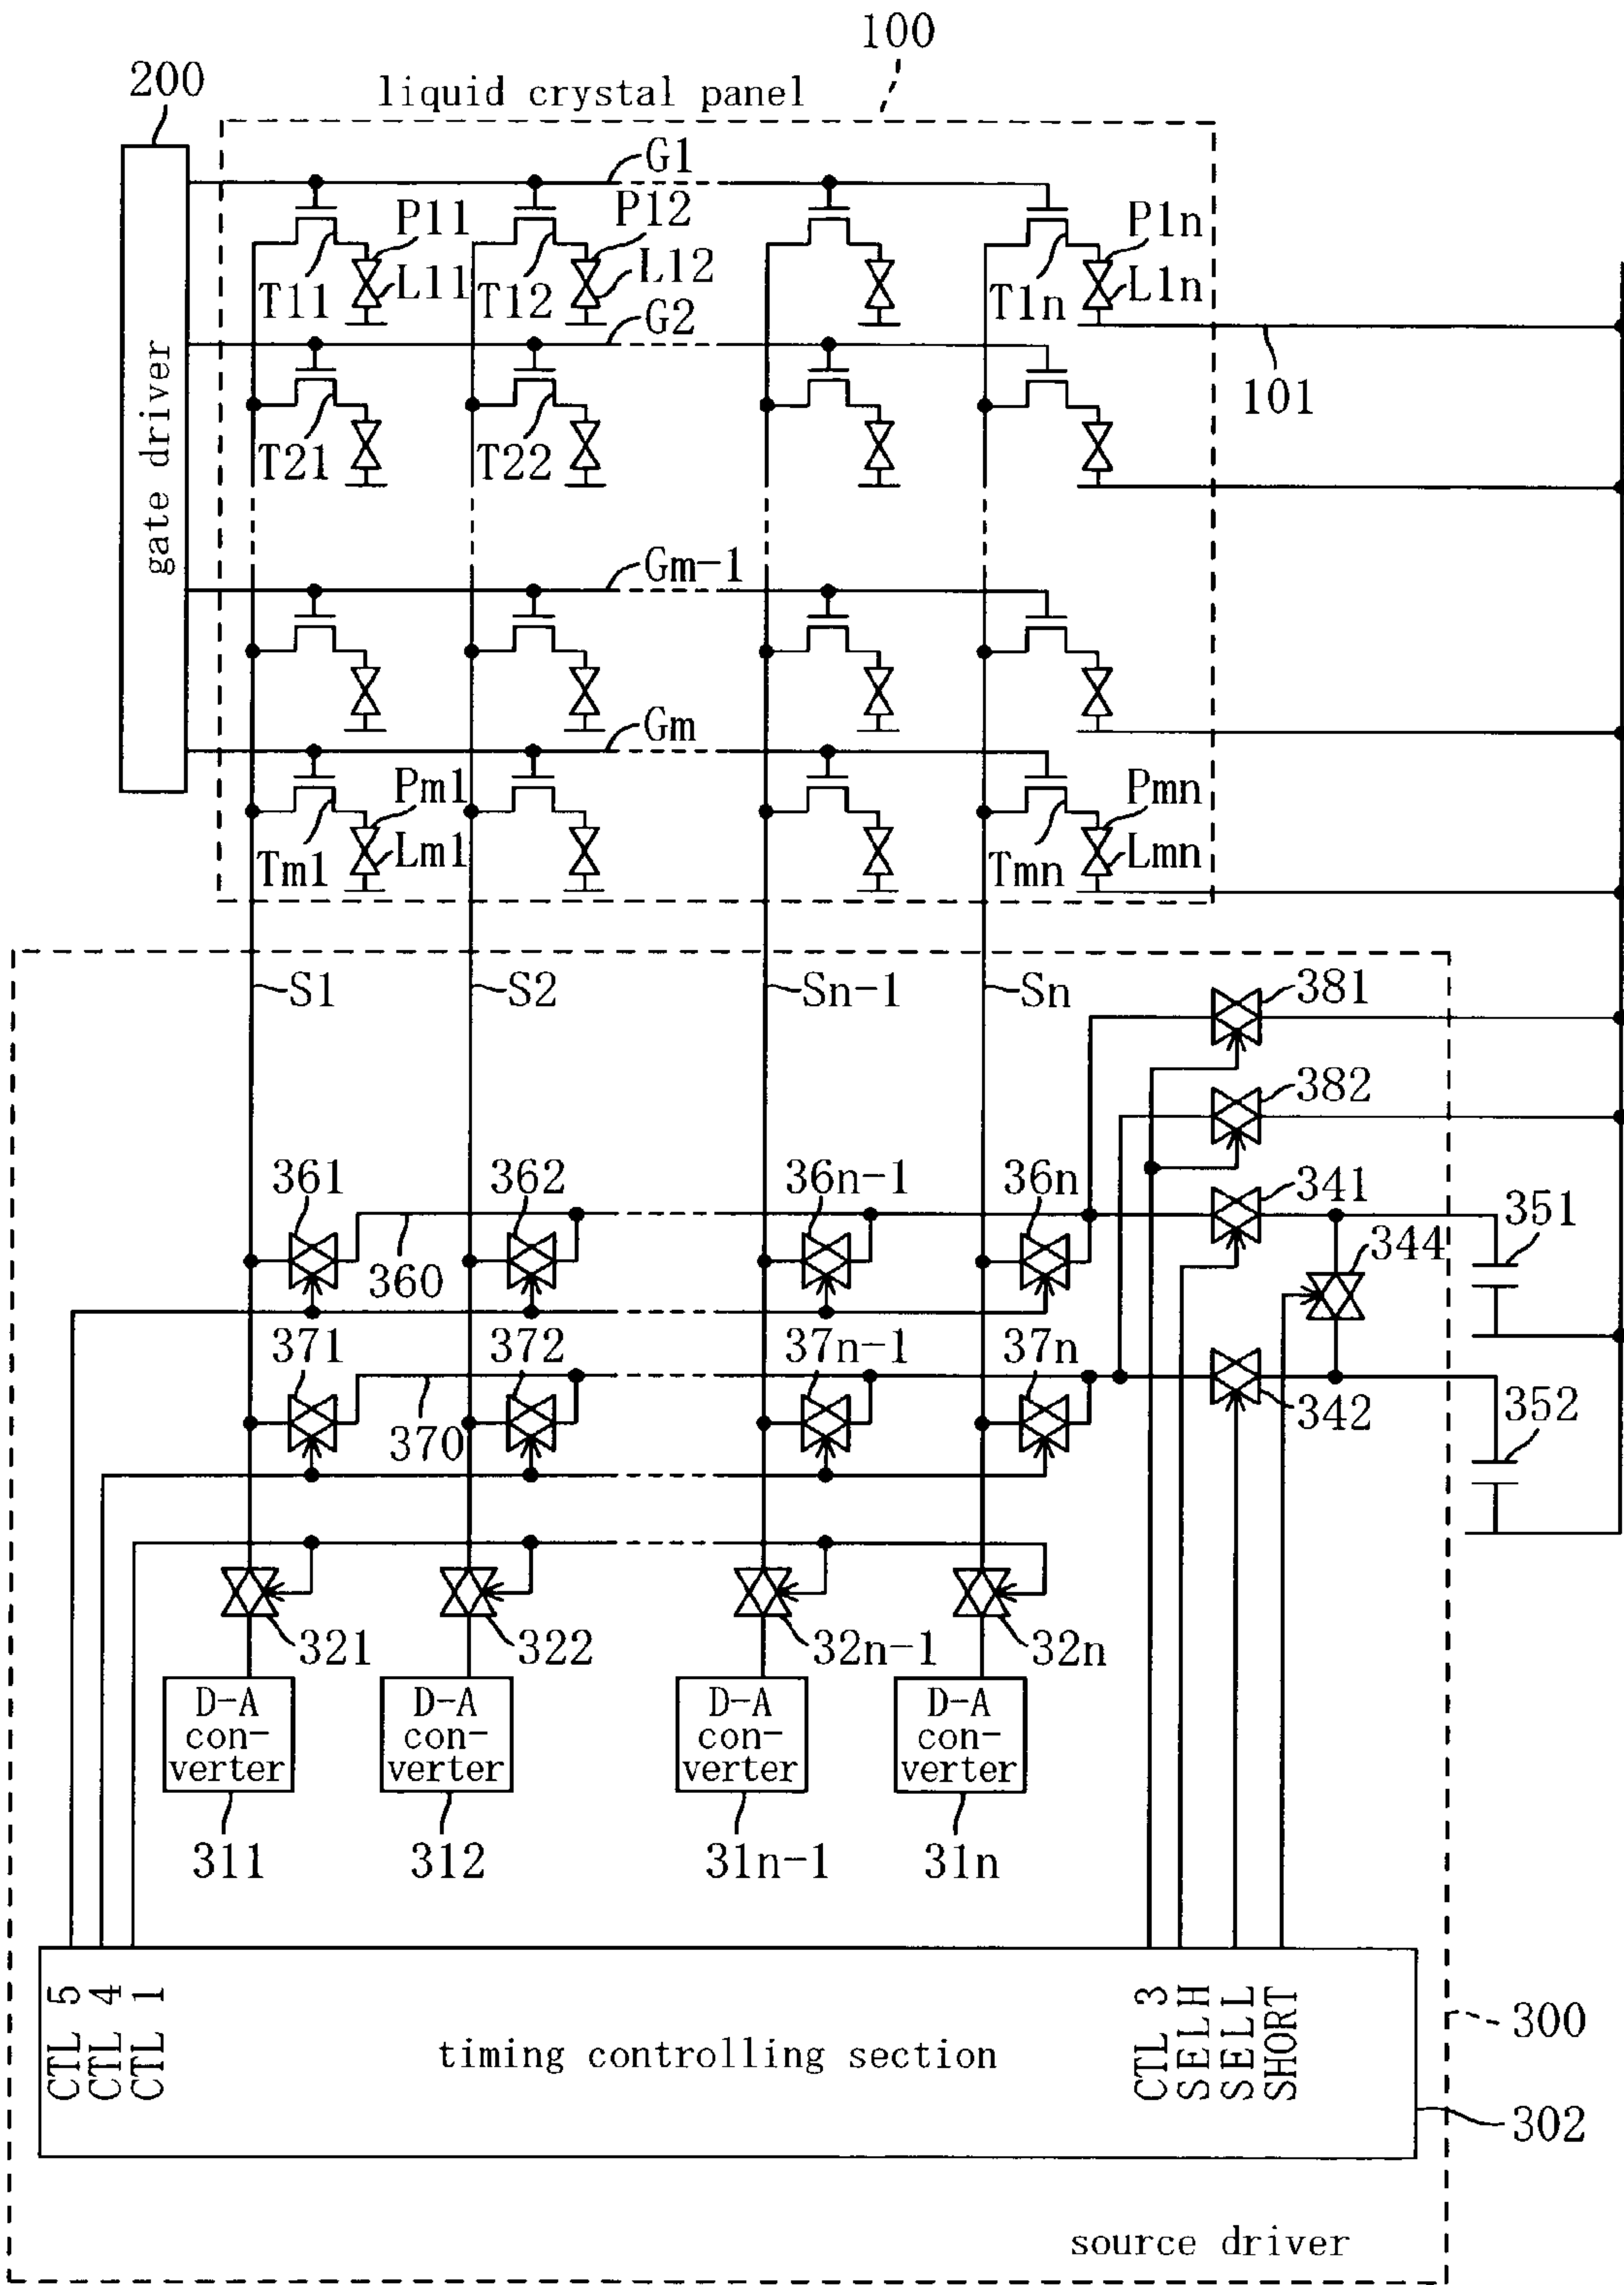 100
200
liquid crystal panel
G1
P11
P12
P1n
T11
L11
T12
L12
T1n
L1n
G2
101
T21
T22
gate driver
Gm-1
Gm
Pm1
Pmn
Tm1
Lm1
Tmn
Lmn
S1
S2
Sn-1
Sn
381
382
361
362
36n-1
36n
341
351
344
360
371
372
37n-1
37n
342
352
370
321
322
32n-1
32n
D-A
con-
verter
D-A
con-
verter
D-A
con-
verter
D-A
con-
verter
311
312
31n-1
31n
CTL 5
CTL 4
CTL 1
timing controlling section
CTL 3
SELH
SELL
SHORT
300
302
source driver